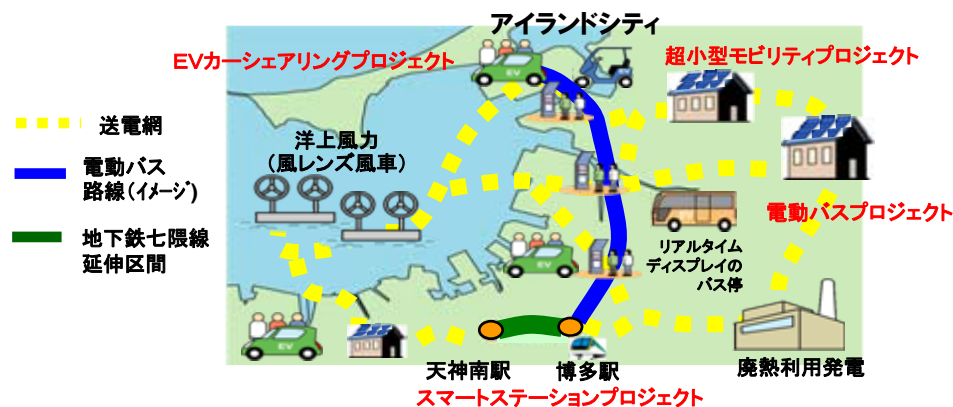 アイランドシティ
EVカーシェアリングプロジェクト
超小型モビリティプロジェクト
送電網
洋上風力
（風レンズ風車）
電動バス
路線（イメージ）
地下鉄七隈線
延伸区間
電動バスプロジェクト
リアルタイム
ディスプレイの
バス停
EV
EV
EV
天神南駅
博多駅
廃熱利用発電
スマートステーションプロジェクト